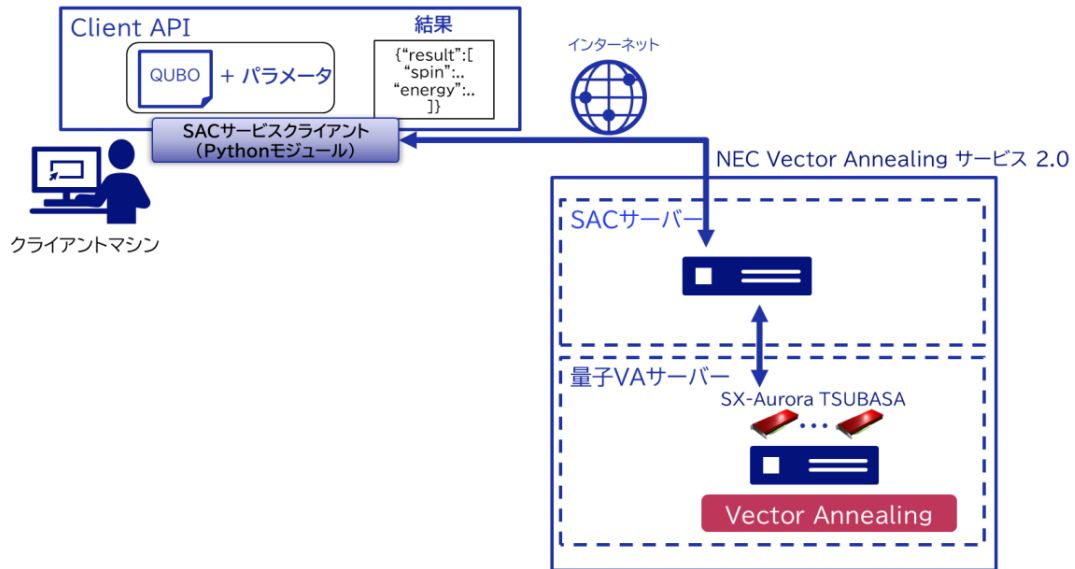 Client API
QUBO
+ パラメータ
結果
{“result”:[
“spin”:..
“energy”:..
]}
SACサービスクライアント
（Pythonモジュール）
クライアントマシン
インターネット
NEC Vector Annealing サービス 2.0
SACサーバー
量子VAサーバー
SX-Aurora TSUBASA
...
Vector Annealing